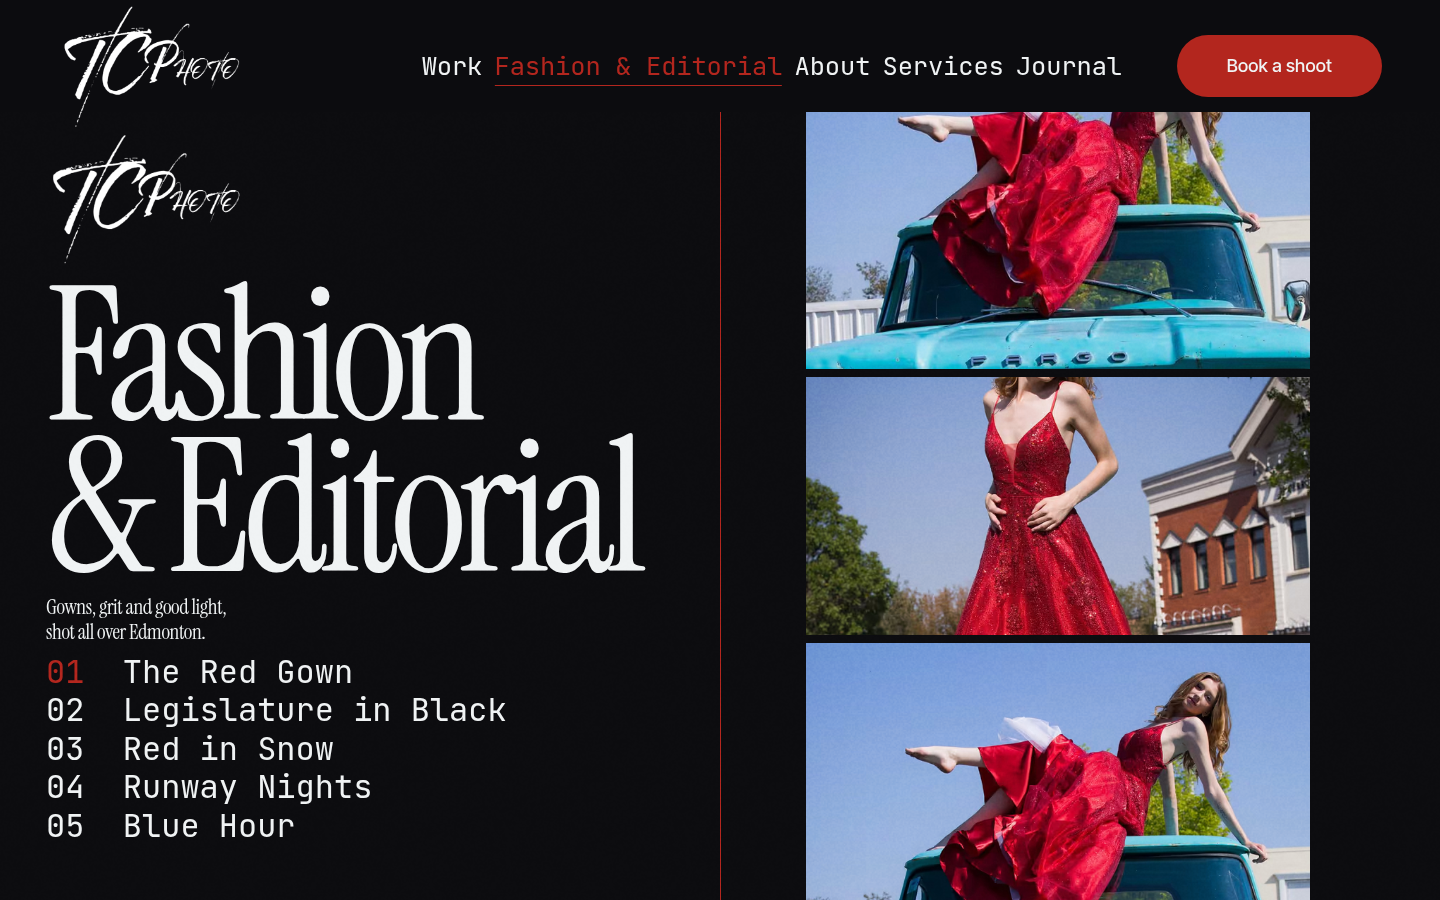 TCPHOTO
Work Fashion & Editorial About Services Journal
Book a shoot
TCPHOTO
Fashion
& Editorial
Gowns, grit and good light,
shot all over Edmonton.
01 The Red Gown
02 Legislature in Black
03 Red in Snow
04 Runway Nights
05 Blue Hour
FARGO